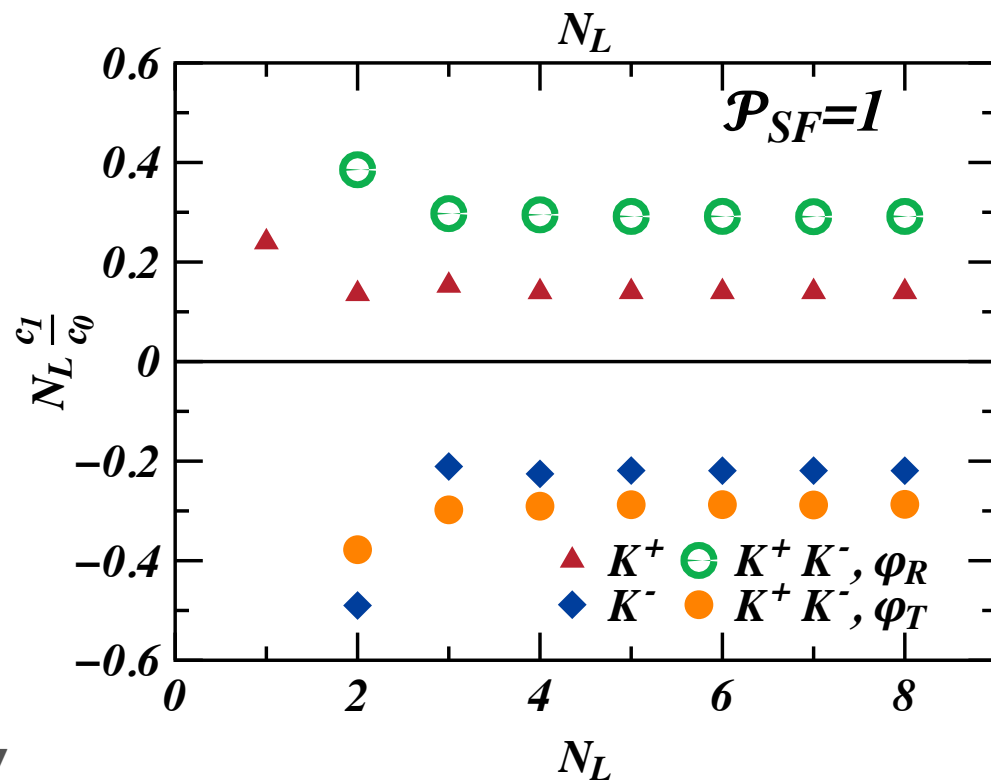 N_L
0.6
𝒫_SF=1
0.4
0.2
N_L c_1/c_0
0
−0.2
−0.4
K^+ K^+ K^-, φ_R
K^- K^+ K^-, φ_T
−0.6
0 2 4 6 8
N_L